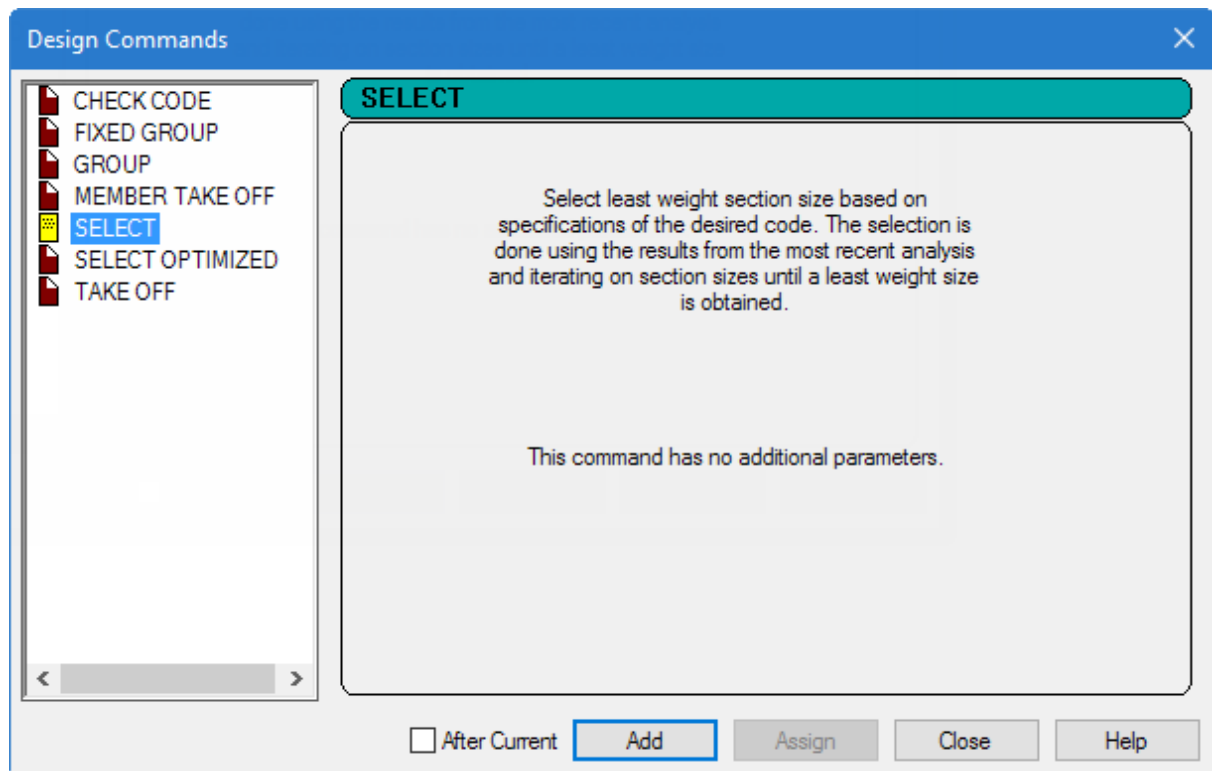 Design Commands
CHECK CODE
FIXED GROUP
GROUP
MEMBER TAKE OFF
SELECT
SELECT OPTIMIZED
TAKE OFF
SELECT
Select least weight section size based on
specifications of the desired code. The selection is
done using the results from the most recent analysis
and iterating on section sizes until a least weight size
is obtained.
This command has no additional parameters.
After Current
Add
Assign
Close
Help